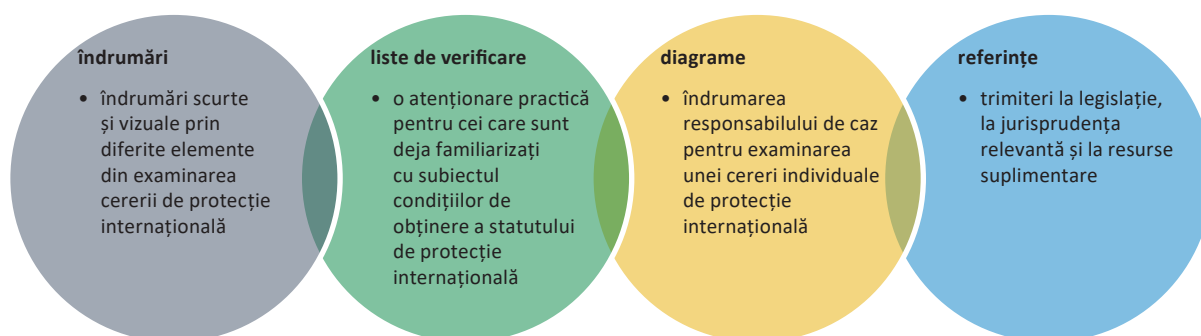 îndrumări
• îndrumări scurte
și vizuale prin
diferite elemente
din examinarea
cererii de protecție
internațională
liste de verificare
• o atenționare practică
pentru cei care sunt
deja familiarizați
cu subiectul
condițiilor de
obținere a statutului
de protecție
internațională
diagrame
• îndrumarea
responsabilului de caz
pentru examinarea
unei cereri individuale
de protecție
internațională
referințe
• trimiteri la legislație,
la jurisprudența
relevantă și la resurse
suplimentare